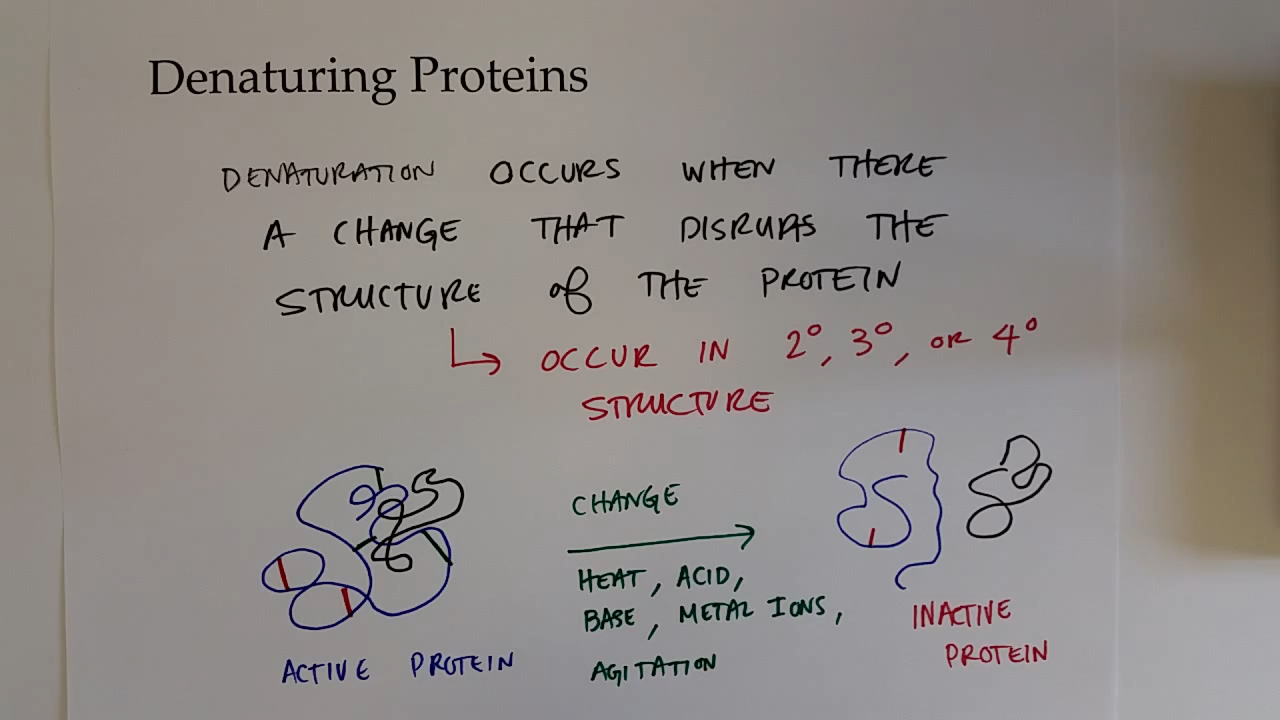 Denaturing Proteins
DENATURATION OCCURS WHEN THERE
A CHANGE THAT DISRUPS THE
STRUCTURE of THE PROTEIN
↳ OCCUR IN 2°, 3°, OR 4°
STRUCTURE
CHANGE
HEAT, ACID,
BASE, METAL IONS,
AGITATION
ACTIVE PROTEIN
INACTIVE
PROTEIN